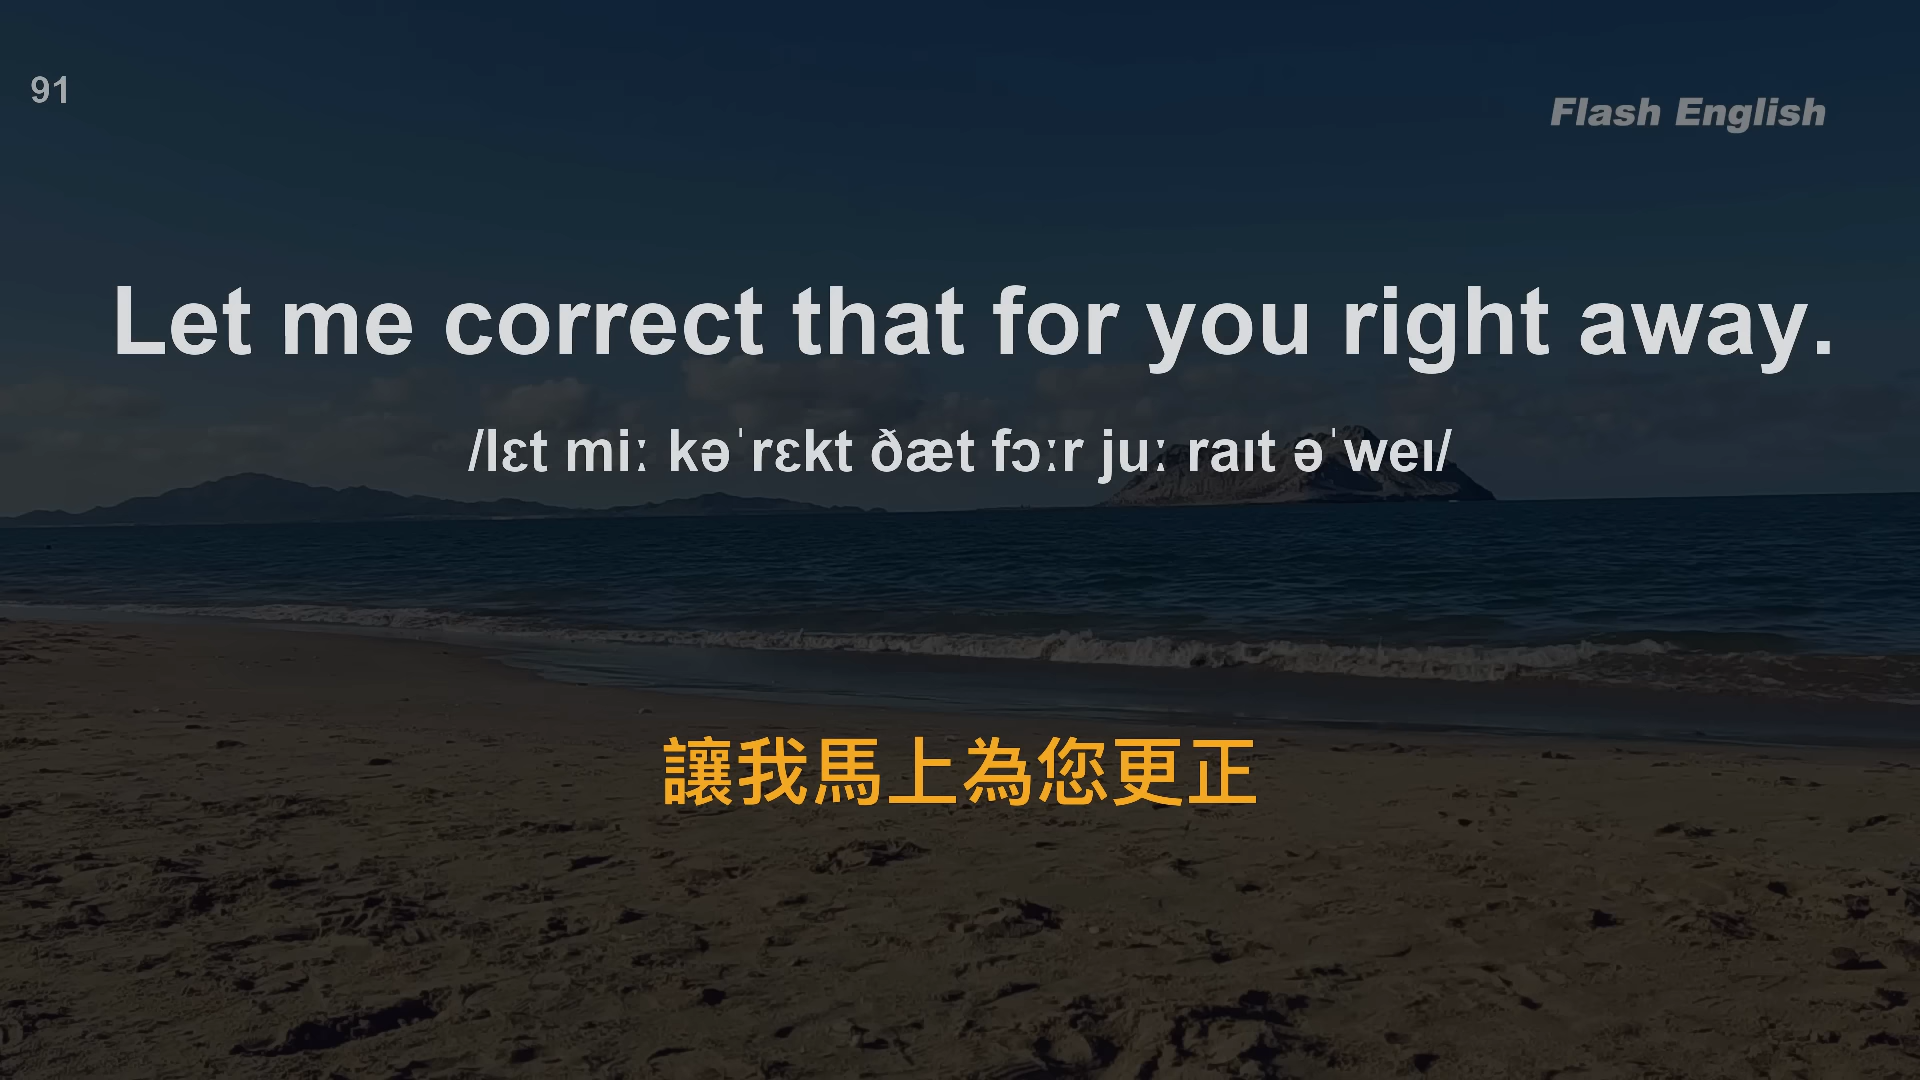 91
Flash English
Let me correct that for you right away.
/lɛt miː kəˈrɛkt ðæt fɔːr juː raɪt əˈweɪ/
讓我馬上為您更正